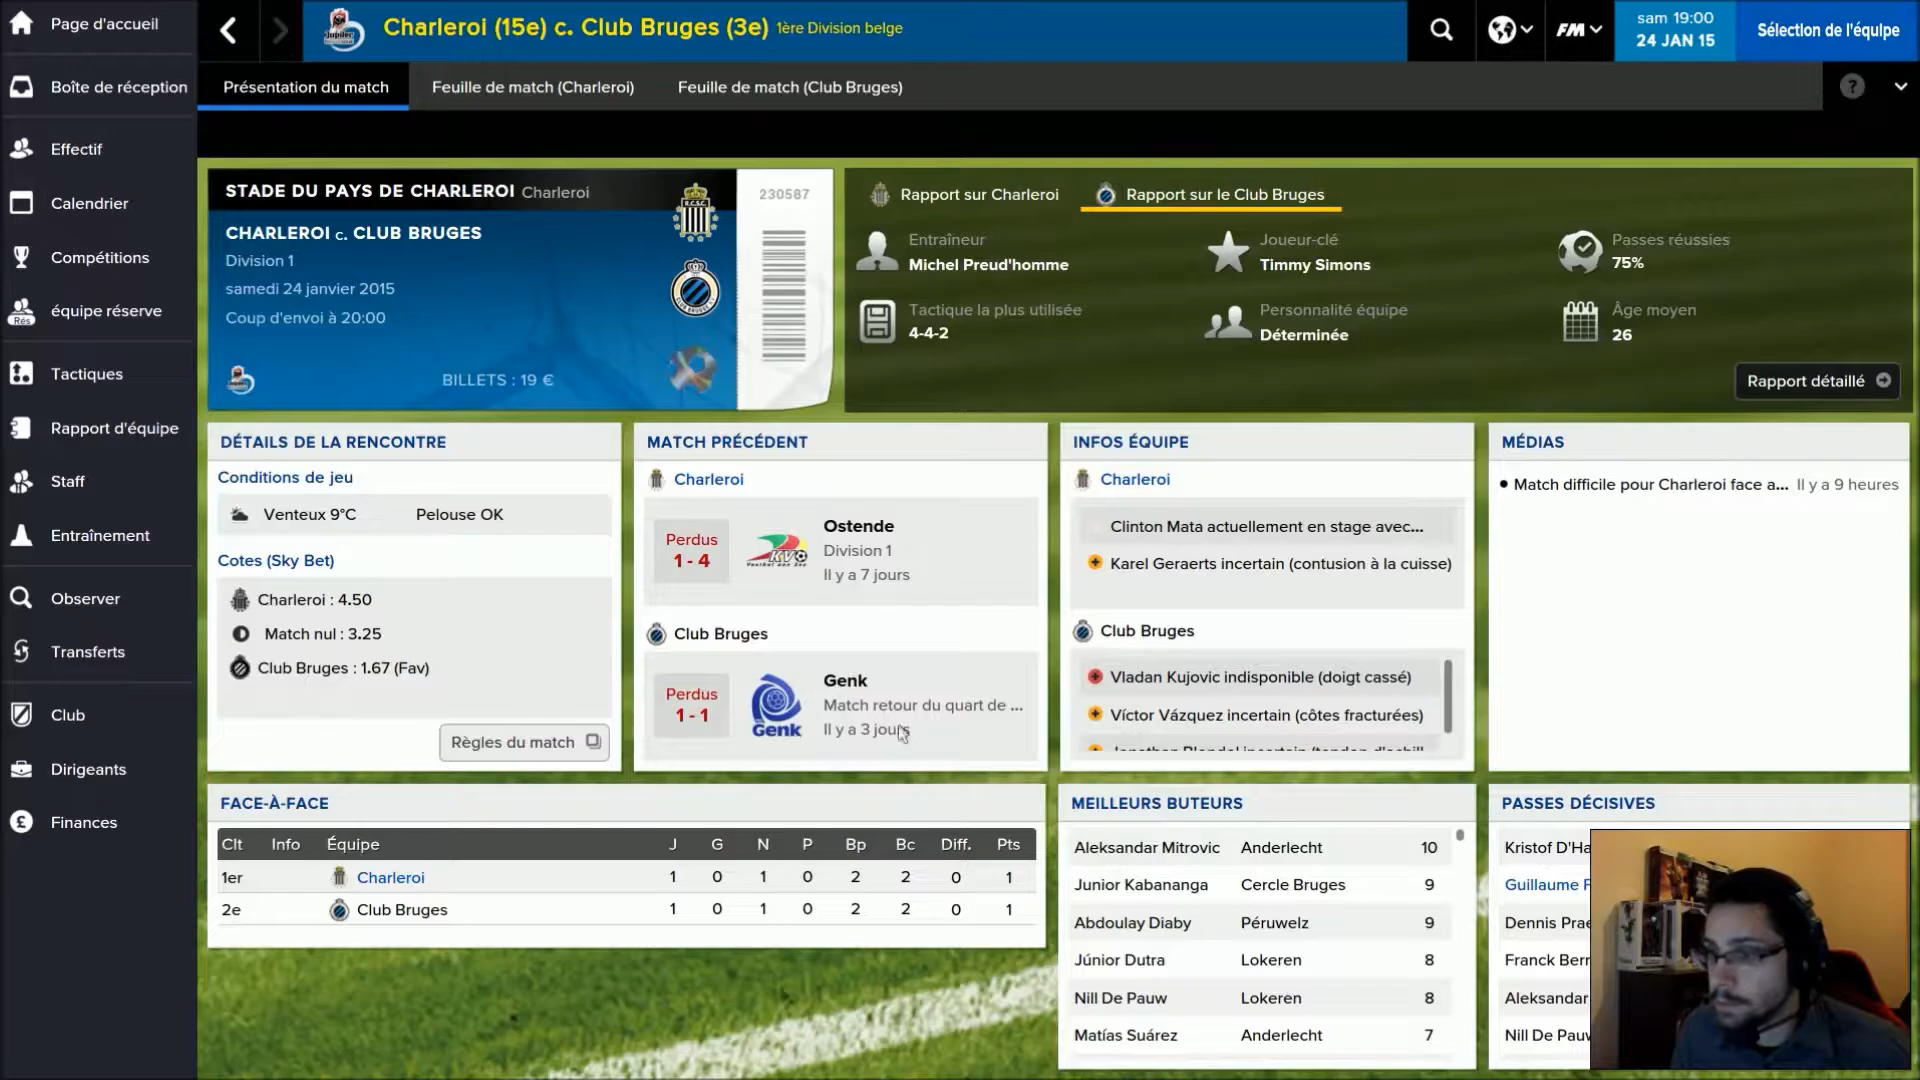 Page d'accueil
Boîte de réception
Effectif
Calendrier
Compétitions
Rés
équipe réserve
Tactiques
Rapport d'équipe
Staff
Entraînement
Observer
Transferts
Club
Dirigeants
Finances
Charleroi (15e) c. Club Bruges (3e) 1ère Division belge
FM
sam 19:00
24 JAN 15
Sélection de l'équipe
Présentation du match
Feuille de match (Charleroi)
Feuille de match (Club Bruges)
?
STADE DU PAYS DE CHARLEROI Charleroi
CHARLEROI c. CLUB BRUGES
Division 1
samedi 24 janvier 2015
Coup d'envoi à 20:00
BILLETS : 19 €
230587
Rapport sur Charleroi
Rapport sur le Club Bruges
Entraîneur
Michel Preud'homme
Joueur-clé
Timmy Simons
Passes réussies
75%
Tactique la plus utilisée
4-4-2
Personnalité équipe
Déterminée
Âge moyen
26
Rapport détaillé
DÉTAILS DE LA RENCONTRE
Conditions de jeu
Venteux 9°C Pelouse OK
Cotes (Sky Bet)
Charleroi : 4.50
Match nul : 3.25
Club Bruges : 1.67 (Fav)
Règles du match
MATCH PRÉCÉDENT
Charleroi
Perdus
1 - 4
Ostende
Division 1
Il y a 7 jours
Club Bruges
Perdus
1 - 1
Genk
Genk
Match retour du quart de ...
Il y a 3 jours
INFOS ÉQUIPE
Charleroi
Clinton Mata actuellement en stage avec...
Karel Geraerts incertain (contusion à la cuisse)
Club Bruges
Vladan Kujovic indisponible (doigt cassé)
Víctor Vázquez incertain (côtes fracturées)
MÉDIAS
Match difficile pour Charleroi face a... Il y a 9 heures
FACE-À-FACE
Clt Info Équipe J G N P Bp Bc Diff. Pts
1er Charleroi 1 0 1 0 2 2 0 1
2e Club Bruges 1 0 1 0 2 2 0 1
MEILLEURS BUTEURS
Aleksandar Mitrovic Anderlecht 10
Junior Kabananga Cercle Bruges 9
Abdoulay Diaby Péruwelz 9
Júnior Dutra Lokeren 8
Nill De Pauw Lokeren 8
Matías Suárez Anderlecht 7
PASSES DÉCISIVES
Kristof D'Ha
Guillaume F
Dennis Prae
Franck Berr
Aleksandar
Nill De Pauw